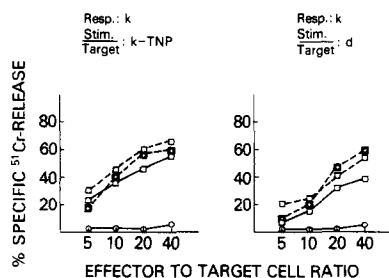 Resp.: k
Stim.
Target : k-TNP
Resp.: k
Stim.
Target : d
% SPECIFIC ⁵¹Cr-RELEASE
80
60
40
20
5 10 20 40
80
60
40
20
5 10 20 40
EFFECTOR TO TARGET CELL RATIO